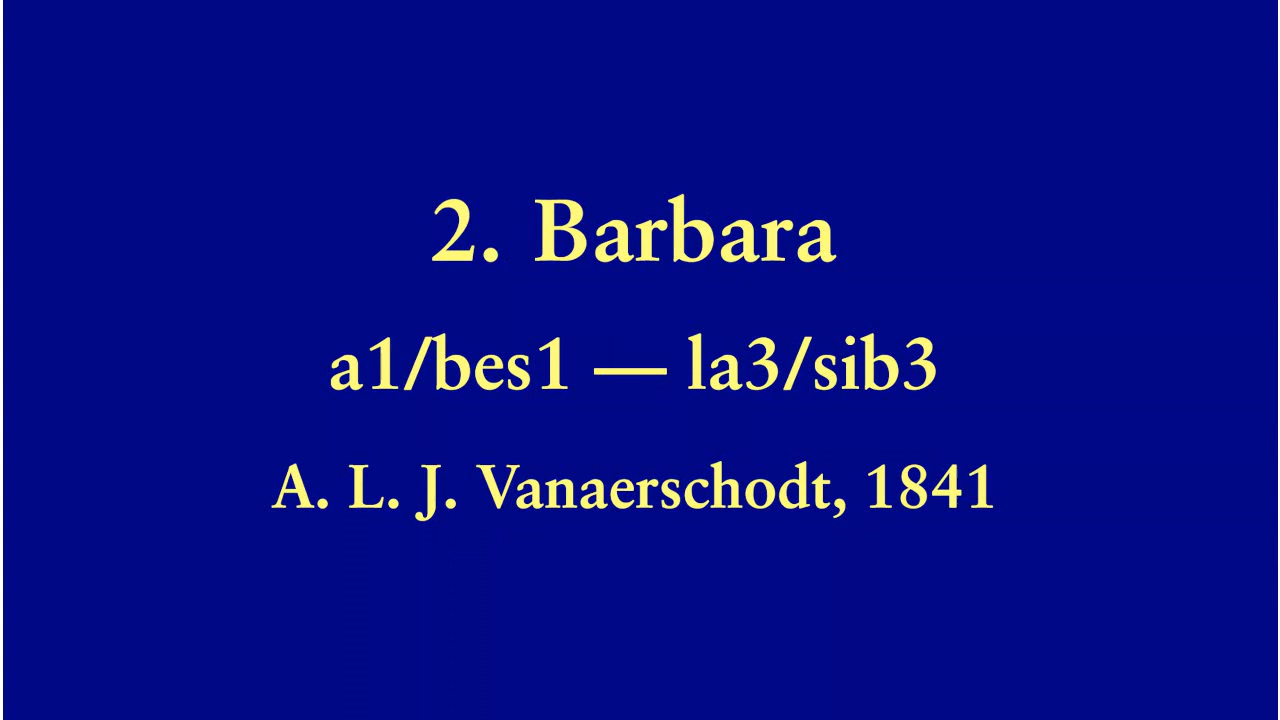 2. Barbara
a1/bes1 — la3/sib3
A. L. J. Vanaerschodt, 1841